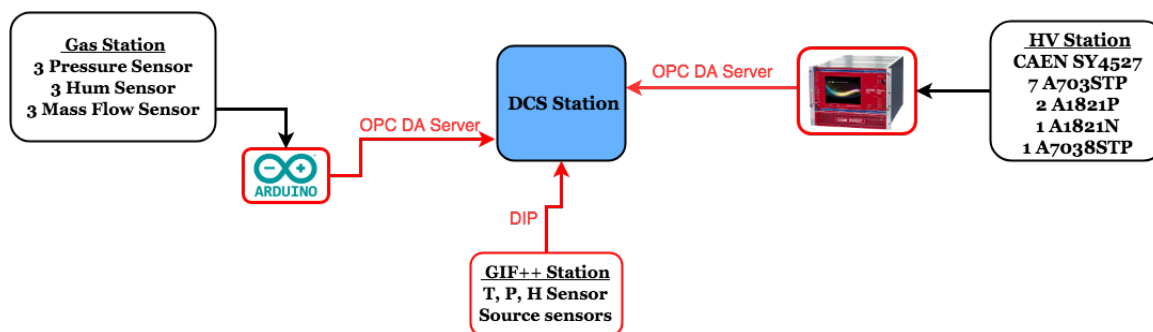 Gas Station
3 Pressure Sensor
3 Hum Sensor
3 Mass Flow Sensor
OPC DA Server
ARDUINO
DCS Station
OPC DA Server
HV Station
CAEN SY4527
7 A703STP
2 A1821P
1 A1821N
1 A7038STP
DIP
GIF++ Station
T, P, H Sensor
Source sensors